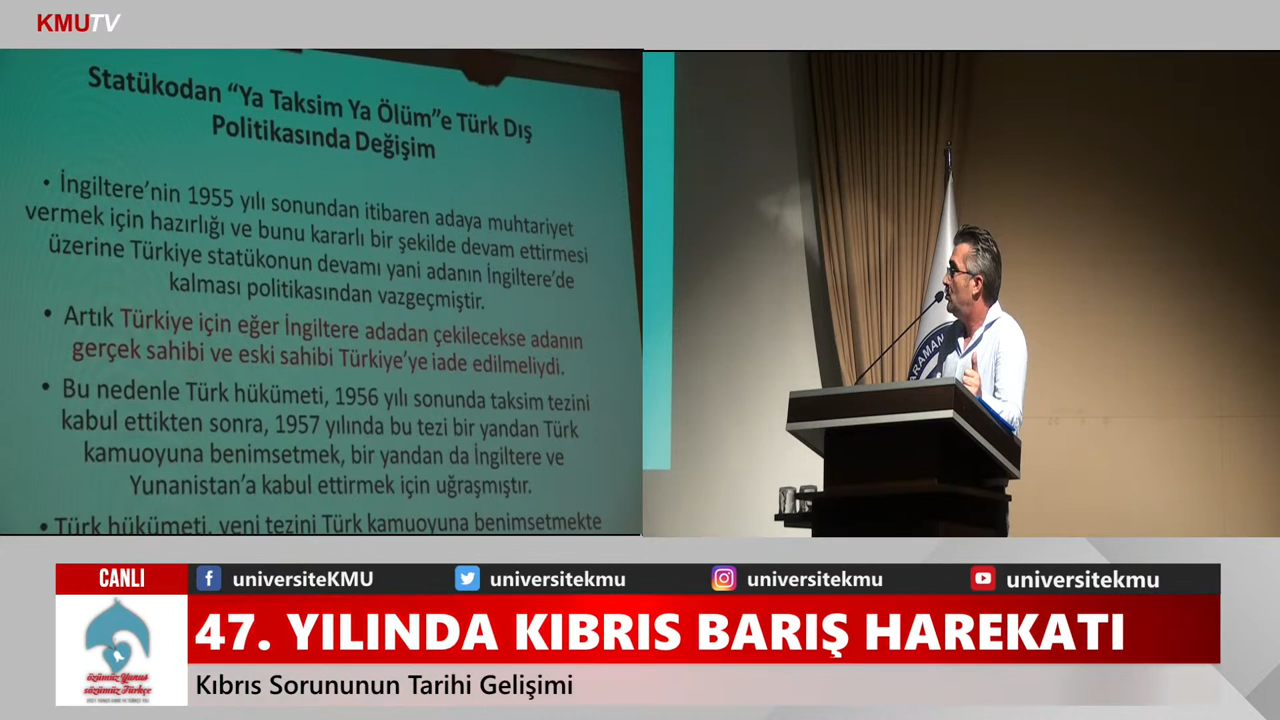 KMUTV
Statükodan “Ya Taksim Ya Ölüm”e Türk Dış
Politikasında Değişim
• İngiltere’nin 1955 yılı sonundan itibaren adaya muhtariyet
vermek için hazırlığı ve bunu kararlı bir şekilde devam ettirmesi
üzerine Türkiye statükonun devamı yani adanın İngiltere’de
kalması politikasından vazgeçmiştir.
• Artık Türkiye için eğer İngiltere adadan çekilecekse adanın
gerçek sahibi ve eski sahibi Türkiye’ye iade edilmeliydi.
• Bu nedenle Türk hükümeti, 1956 yılı sonunda taksim tezini
kabul ettikten sonra, 1957 yılında bu tezi bir yandan Türk
kamuoyuna benimsetmek, bir yandan da İngiltere ve
Yunanistan’a kabul ettirmek için uğraşmıştır.
• Türk hükümeti, yeni tezini Türk kamuoyuna benimsetmekte
ARAMAN
CANLI
universiteKMU
universitekmu
universitekmu
universitekmu
özümüz Yunus
sözümüz Türkçe
47. YILINDA KIBRIS BARIŞ HAREKATI
Kıbrıs Sorununun Tarihi Gelişimi